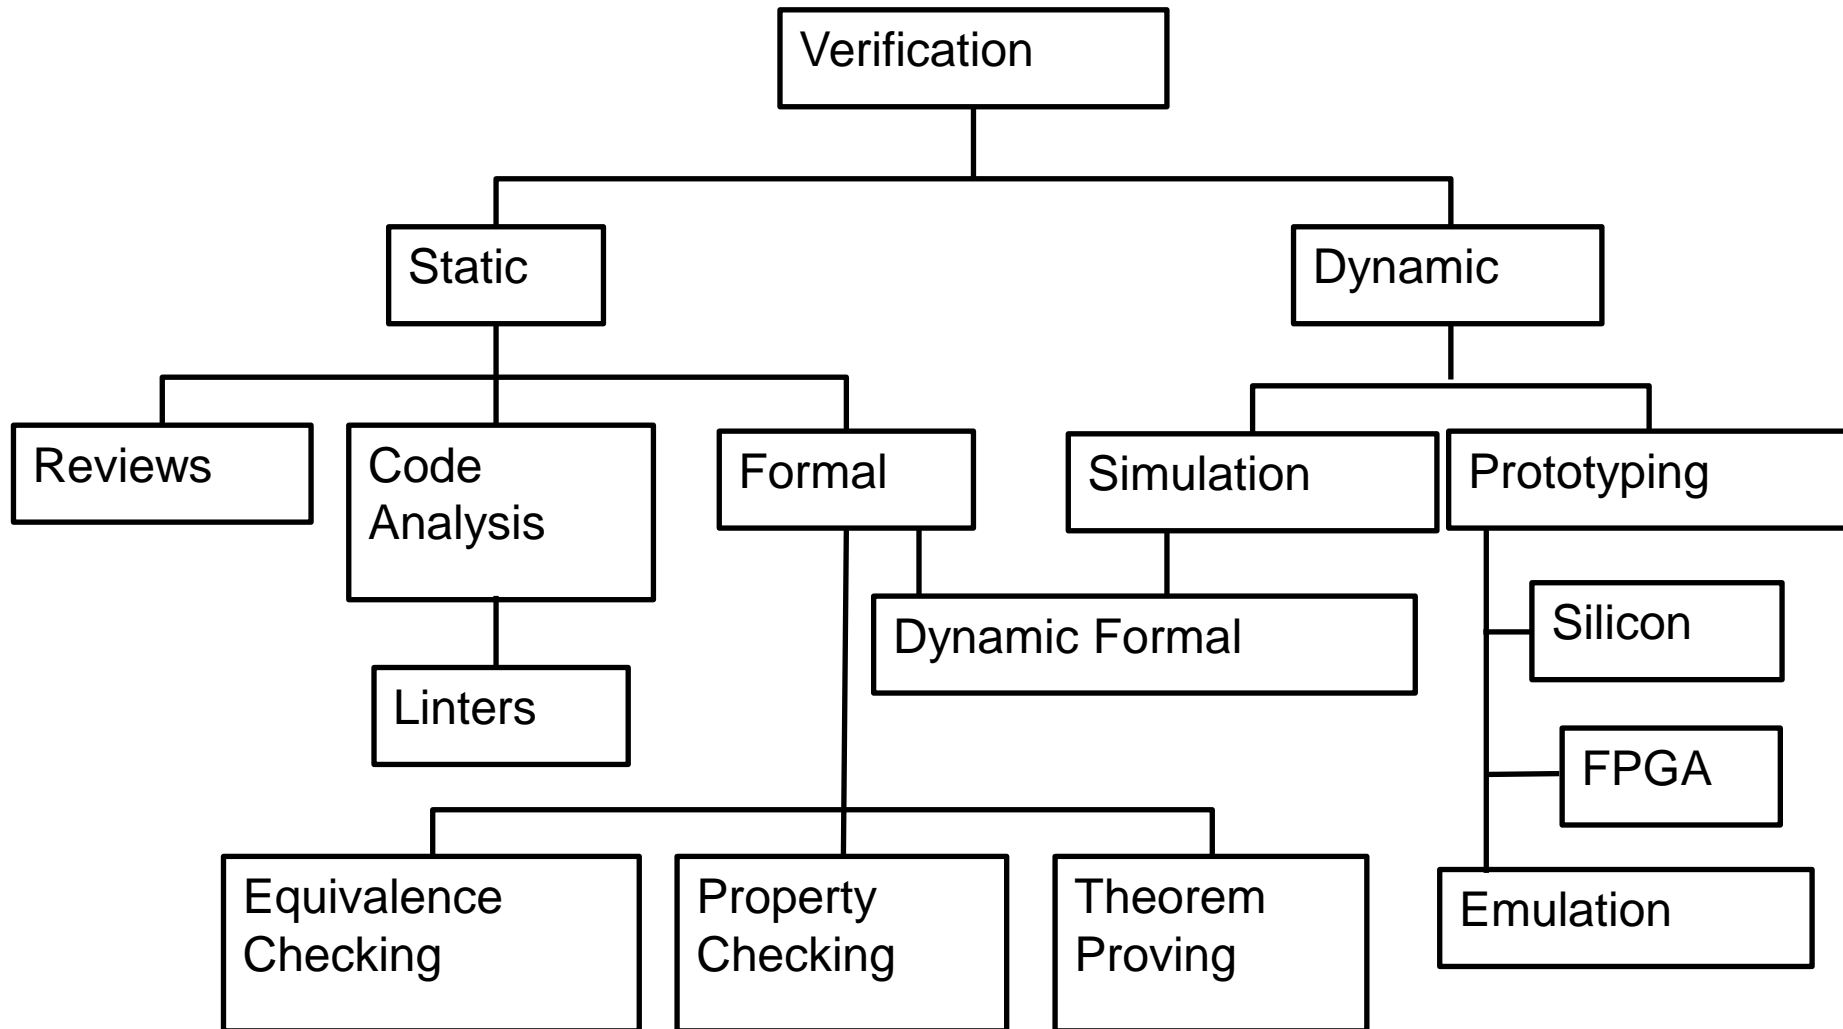 Verification
Static
Dynamic
Reviews
Code
Analysis
Formal
Simulation
Prototyping
Dynamic Formal
Silicon
Linters
FPGA
Equivalence
Checking
Property
Checking
Theorem
Proving
Emulation